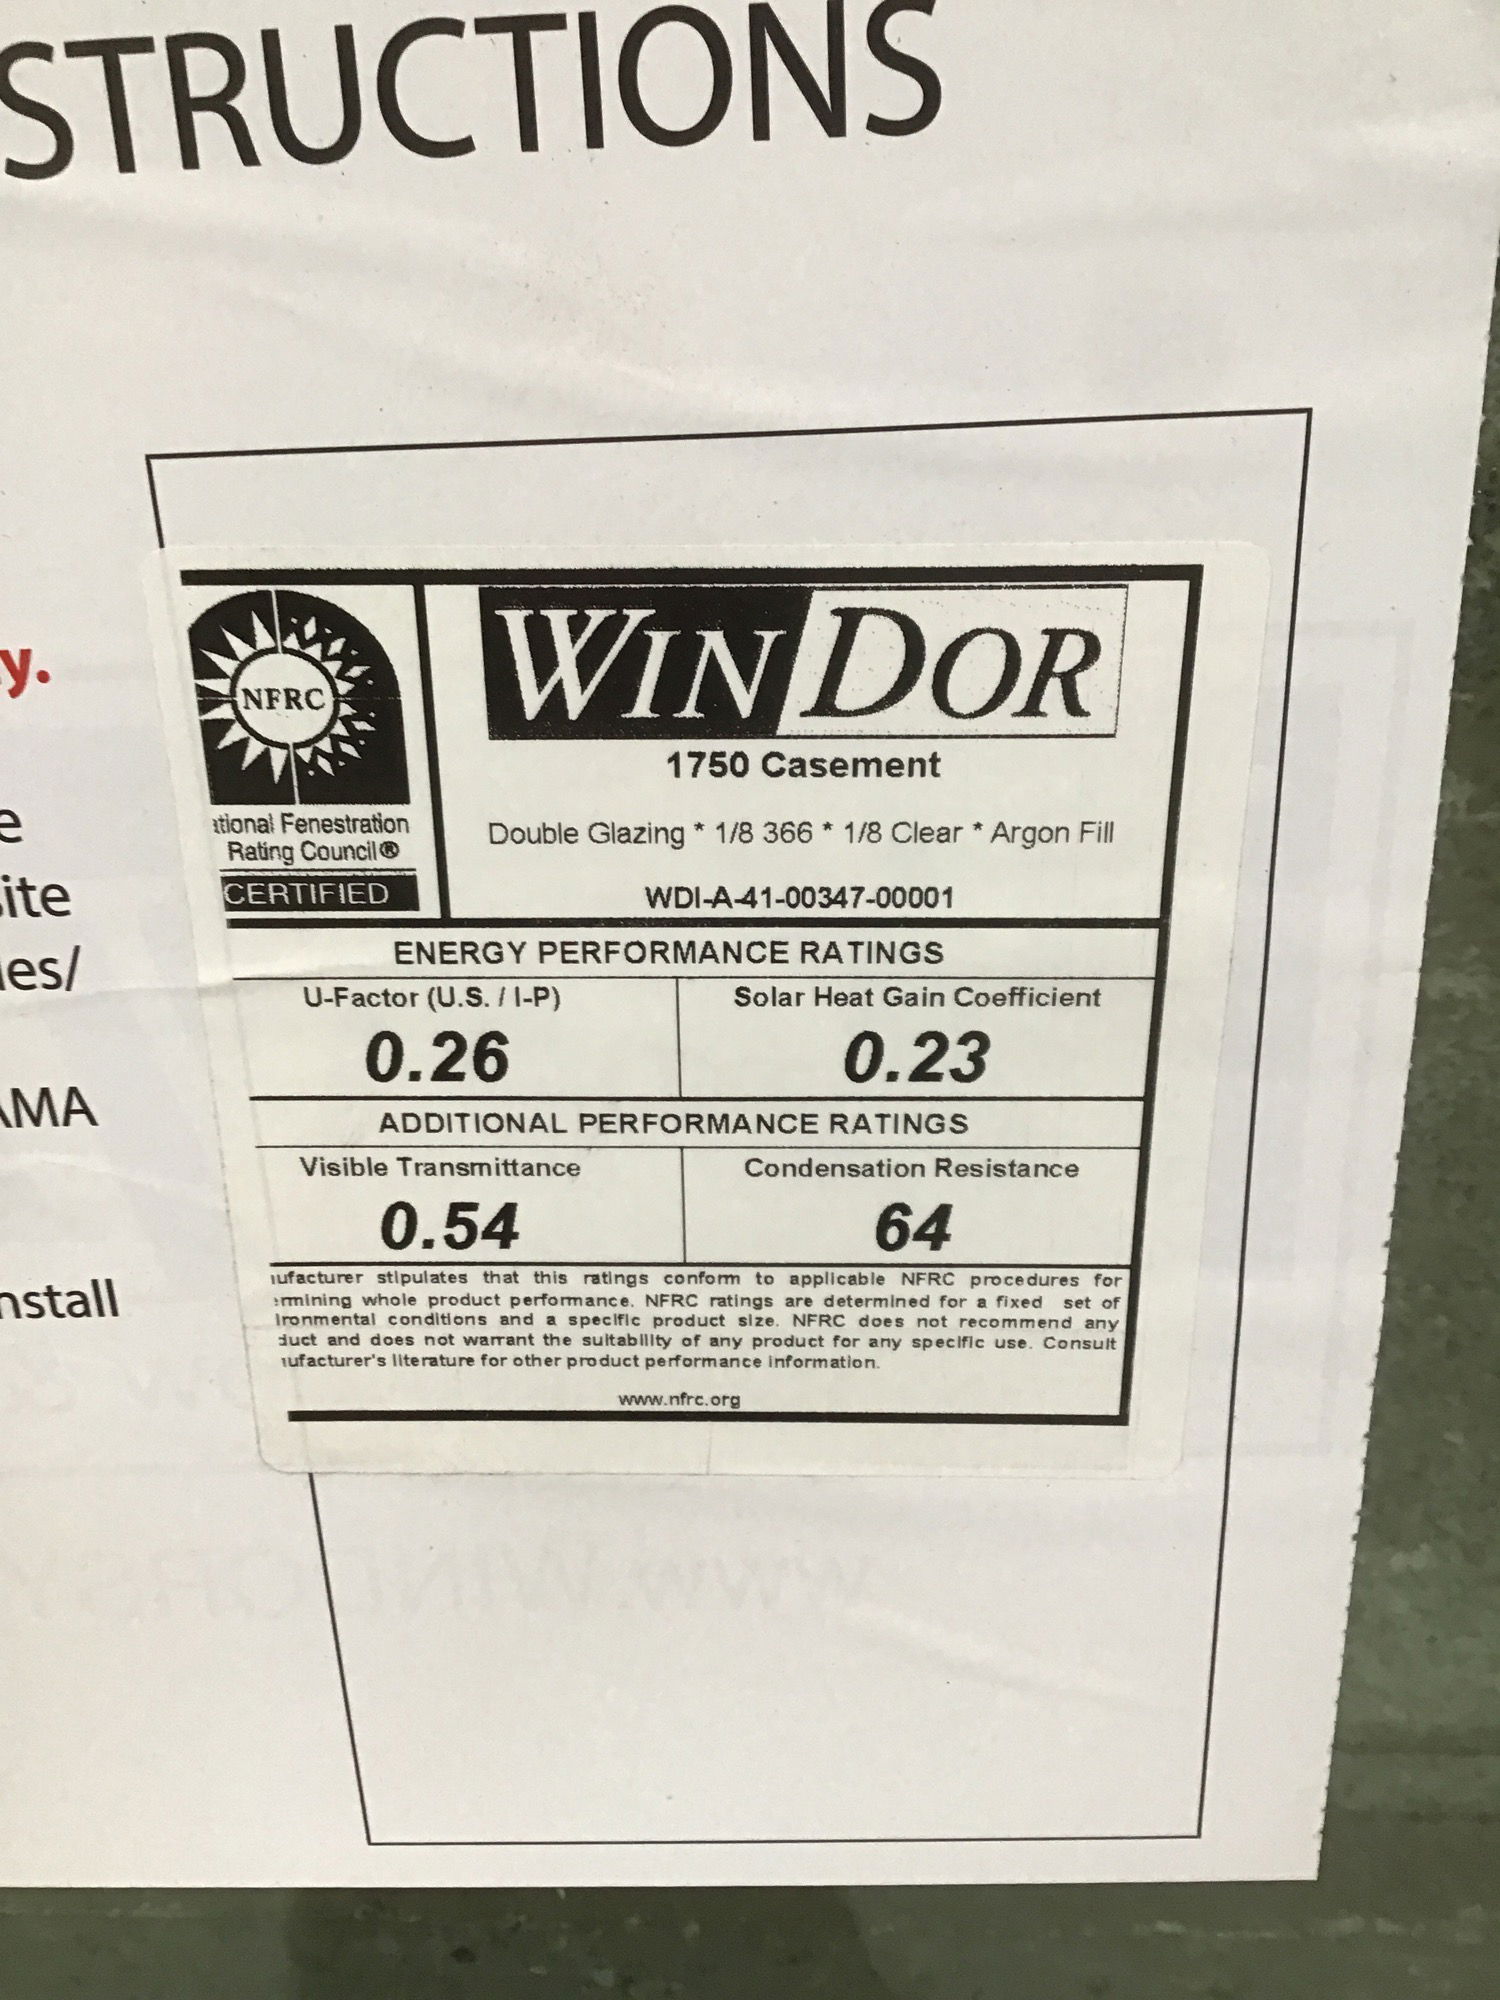 STRUCTIONS
y.
e
site
les/
AMA
nstall
NFRC
ational Fenestration
Rating Council®
CERTIFIED
WINDOR
1750 Casement
Double Glazing * 1/8 366 * 1/8 Clear * Argon Fill
WDI-A-41-00347-00001
ENERGY PERFORMANCE RATINGS
U-Factor (U.S. / I-P)
0.26
Solar Heat Gain Coefficient
0.23
ADDITIONAL PERFORMANCE RATINGS
Visible Transmittance
0.54
Condensation Resistance
64
ufacturer stipulates that this ratings conform to applicable NFRC procedures for
ermining whole product performance. NFRC ratings are determined for a fixed set of
ironmental conditions and a specific product size. NFRC does not recommend any
duct and does not warrant the suitability of any product for any specific use. Consult
ufacturer's literature for other product performance information.
www.nfrc.org